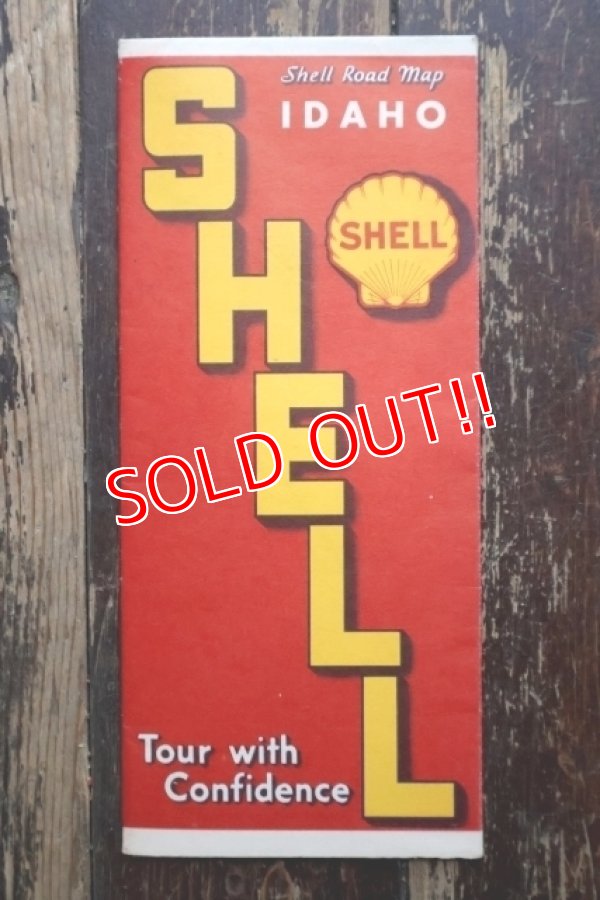 Shell Road Map
IDAHO
SHELL
SHELL
SOLD OUT!!
Tour with
Confidence